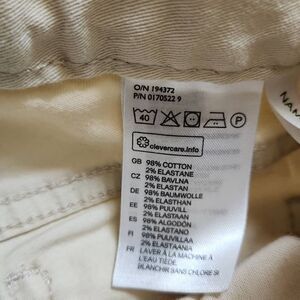 O/N 194372
P/N 0170522 9
40 P
clevercare.info
GB 98% COTTON
2% ELASTANE
CZ 98% BAVLNA
2% ELASTAN
DE 98% BAUMWOLLE
2% ELASTHAN
EE 98% PUUVILL
2% ELASTAAN
ES 98% ALGODÓN
2% ELASTANO
FI 98% PUUVILLAA
2% ELASTAANIA
FR LAVER À LA MACHINE À
L'EAU TIÈDE.
BLANCHIR SANS CHLORE SI
NAM